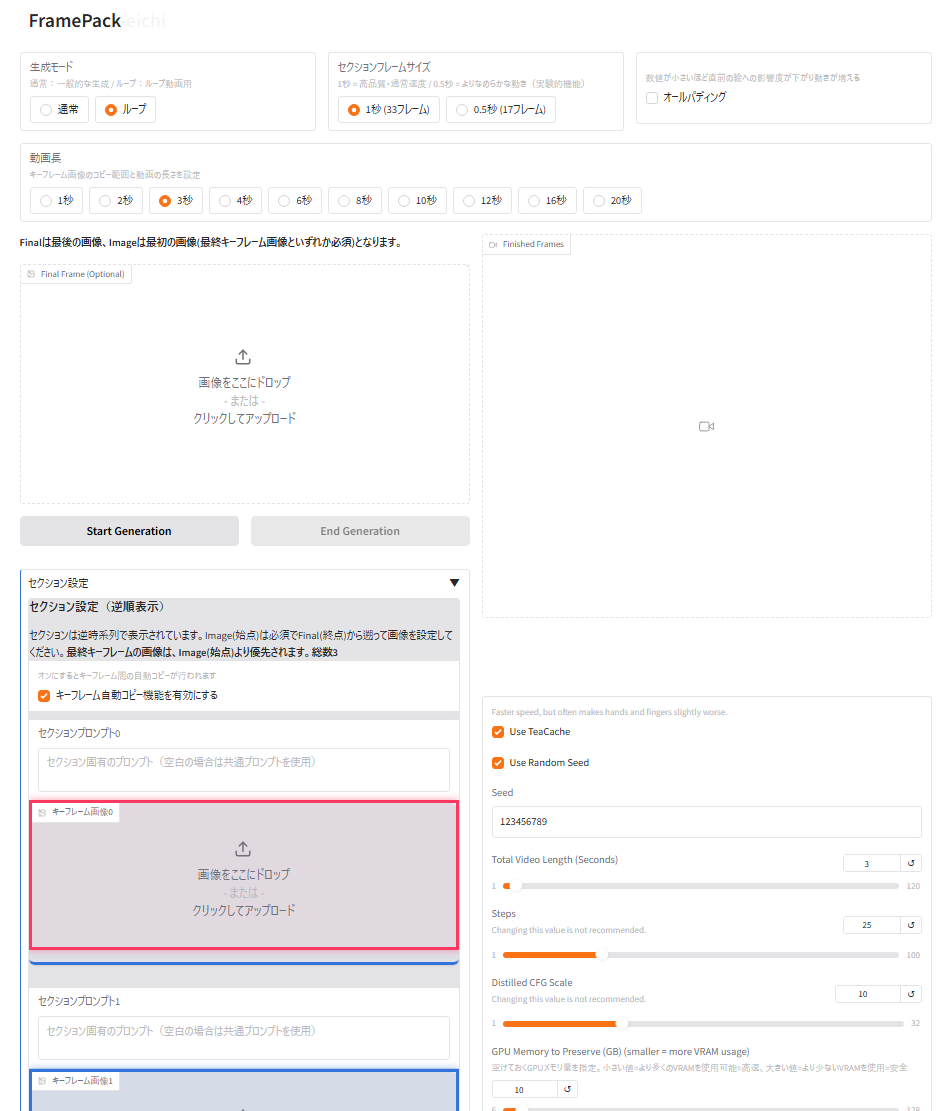 FramePack eichi
生成モード
通常：一般的な生成 / ループ：ループ動画用
通常
ループ
セクションフレームサイズ
1秒 = 高品質・通常速度 / 0.5秒 = よりなめらかな動き（実験的機能）
1秒 (33フレーム)
0.5秒 (17フレーム)
数値が小さいほど直前の絵への影響度が下がり動きが増える
オールパディング
動画長
キーフレーム画像のコピー範囲と動画の長さを設定
1秒
2秒
3秒
4秒
6秒
8秒
10秒
12秒
16秒
20秒
Finalは最後の画像、Imageは最初の画像(最終キーフレーム画像といずれか必須)となります。
Final Frame (Optional)
画像をここにドロップ
- または -
クリックしてアップロード
Start Generation
End Generation
セクション設定
▼
セクション設定（逆順表示）
セクションは逆時系列で表示されています。Image(始点)は必須でFinal(終点)から遡って画像を設定して
ください。最終キーフレームの画像は、Image(始点)より優先されます。総数3
オンにするとキーフレーム間の自動コピーが行われます
キーフレーム自動コピー機能を有効にする
セクションプロンプト0
セクション固有のプロンプト（空白の場合は共通プロンプトを使用）
キーフレーム画像0
画像をここにドロップ
- または -
クリックしてアップロード
セクションプロンプト1
セクション固有のプロンプト（空白の場合は共通プロンプトを使用）
キーフレーム画像1
Finished Frames
Faster speed, but often makes hands and fingers slightly worse.
Use TeaCache
Use Random Seed
Seed
123456789
Total Video Length (Seconds)
3
1
120
Steps
Changing this value is not recommended.
25
1
100
Distilled CFG Scale
Changing this value is not recommended.
10
1
32
GPU Memory to Preserve (GB) (smaller = more VRAM usage)
空けておくGPUメモリ量を指定。小さい値=より多くのVRAMを使用可能=高速、大きい値=より少ないVRAMを使用=安全
10
6
128